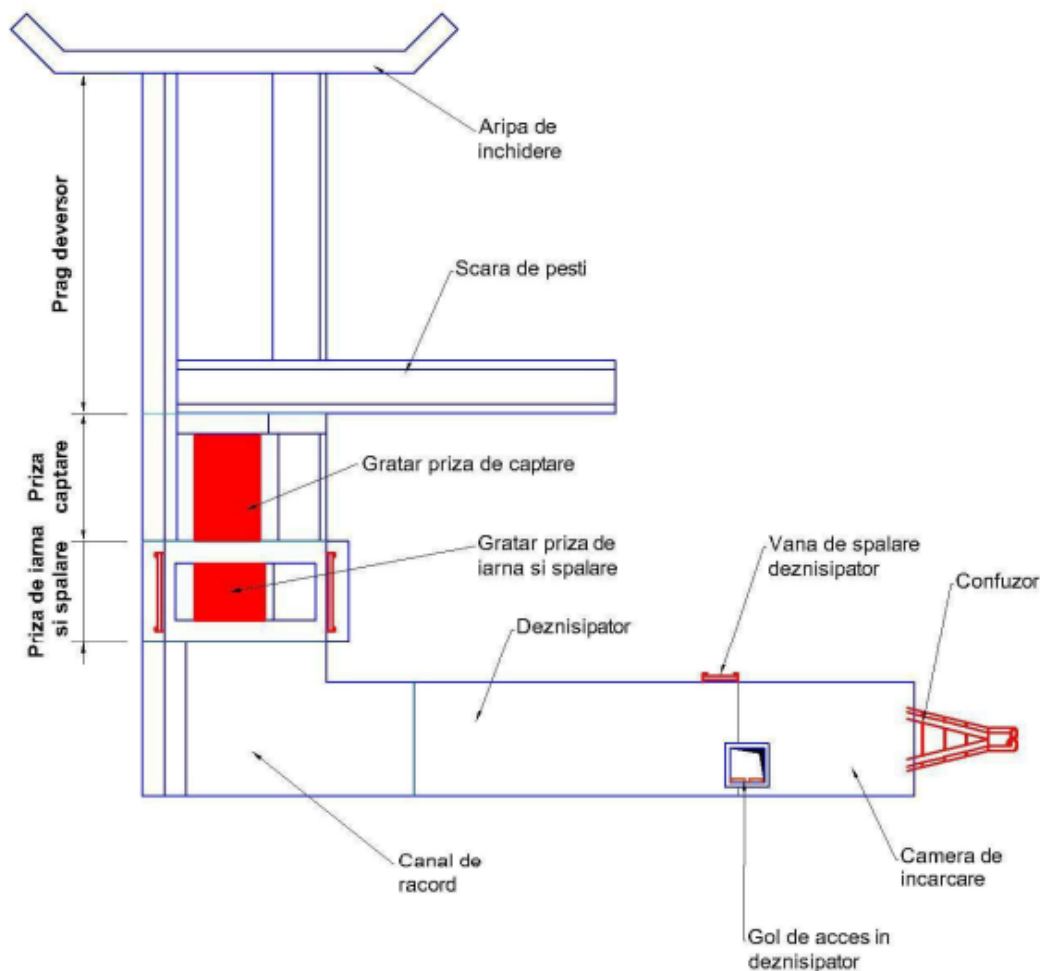 Aripa de
inchidere
Prag deversor
Scara de pesti
Priza
captare
Gratar priza de captare
Priza de iarna
si spalare
Gratar priza de
iarna si spalare
Vana de spalare
deznisipator
Confuzor
Deznisipator
Canal de
racord
Camera de
incarcare
Gol de acces in
deznisipator